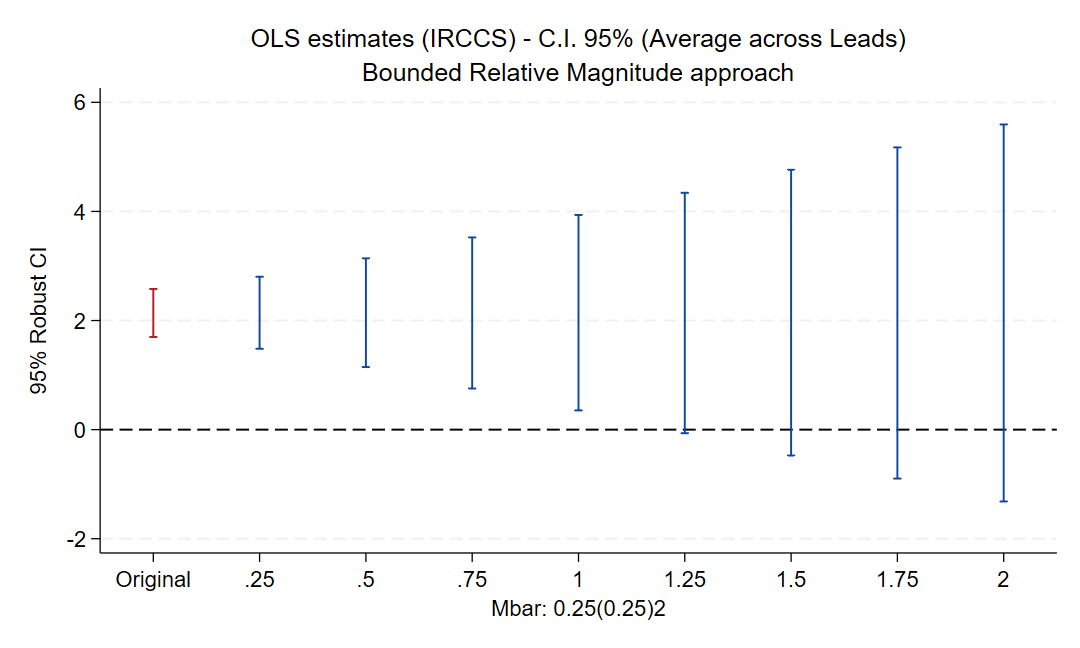 OLS estimates (IRCCS) - C.I. 95% (Average across Leads)
Bounded Relative Magnitude approach
95% Robust CI
6
4
2
0
-2
Original .25 .5 .75 1 1.25 1.5 1.75 2
Mbar: 0.25(0.25)2